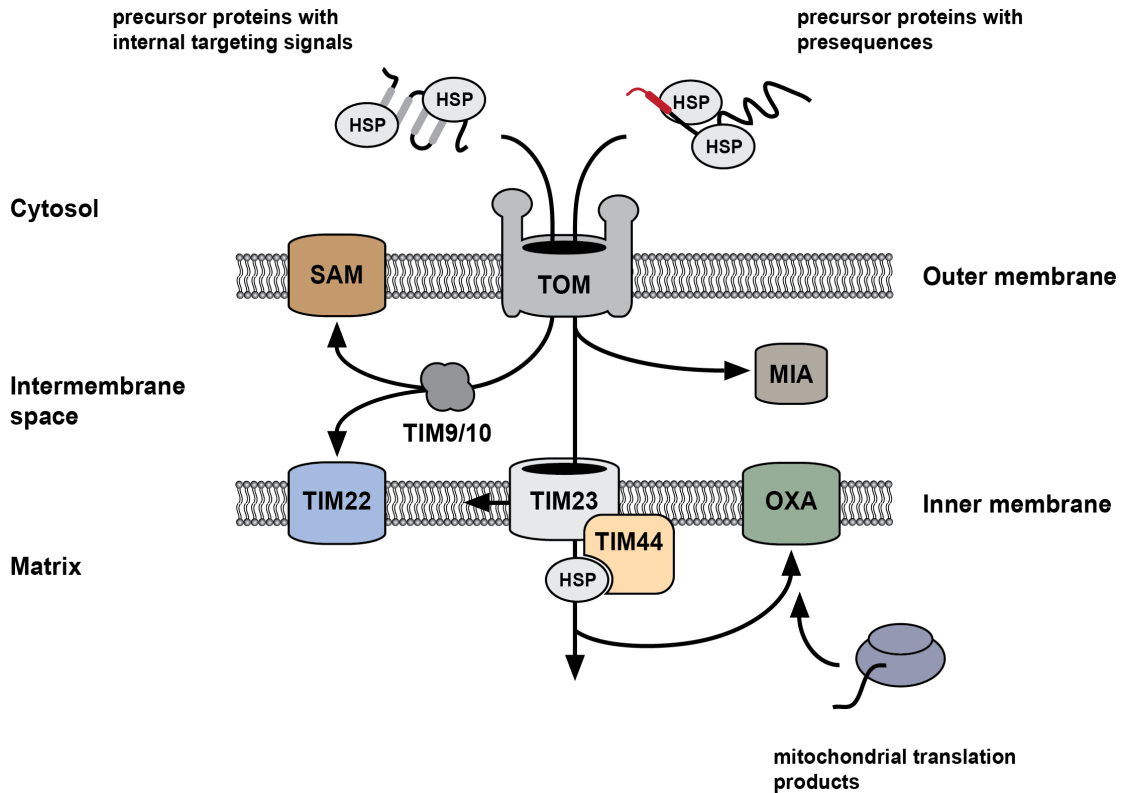 precursor proteins with
internal targeting signals
precursor proteins with
presequences
HSP
HSP
HSP
HSP
Cytosol
SAM
TOM
Outer membrane
Intermembrane
space
MIA
TIM9/10
TIM22
TIM23
OXA
Inner membrane
TIM44
Matrix
HSP
mitochondrial translation
products